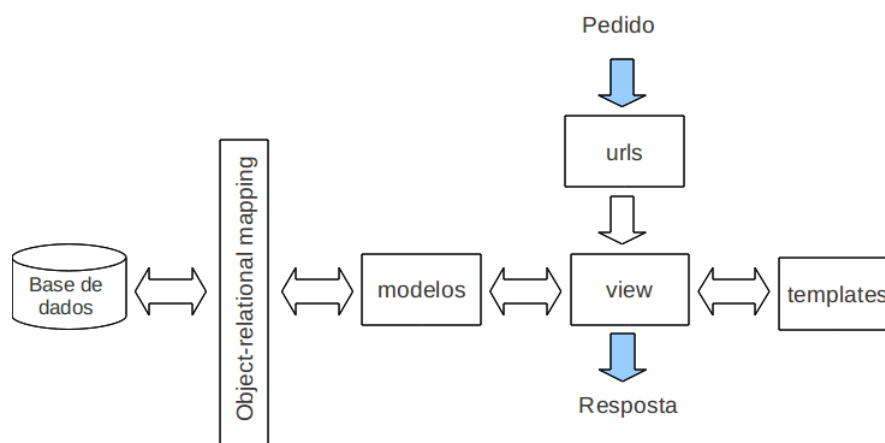 Pedido
urls
Object-relational mapping
Base de
dados
modelos
view
templates
Resposta